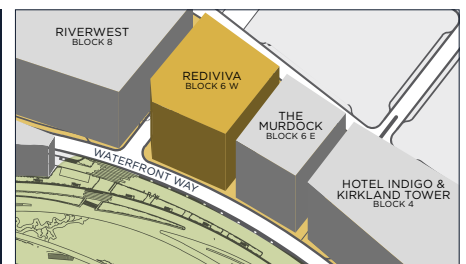 RIVERWEST
BLOCK 8
REDIVIVA
BLOCK 6 W
THE
MURDOCK
BLOCK 6 E
HOTEL INDIGO &
KIRKLAND TOWER
BLOCK 4
WATERFRONT WAY